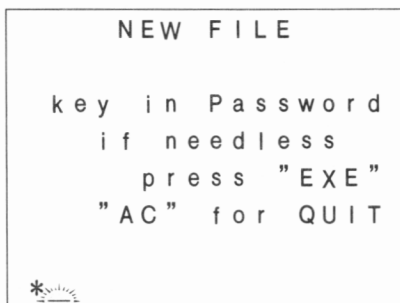 NEW FILE
key in Password
if needless
press "EXE"
"AC" for QUIT
*